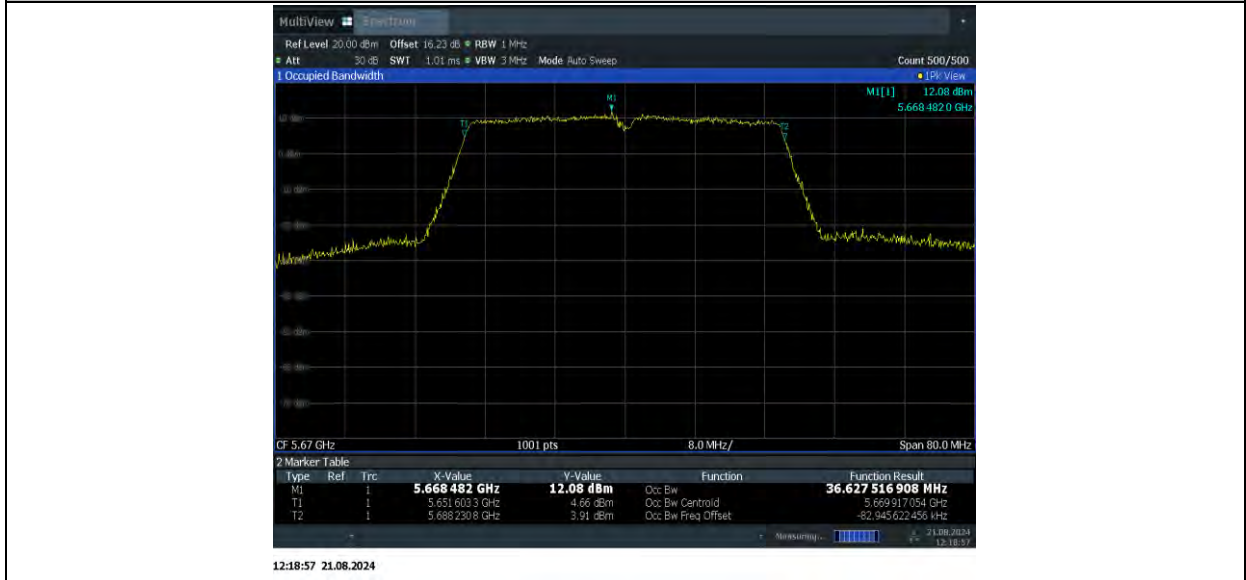 MultiView Spectrum
Ref Level 20.00 dBm Offset 16.23 dB RBW 1 MHz
Att 30 dB SWT 1.01 ms VBW 3 MHz Mode Auto Sweep Count 500/500
1 Occupied Bandwidth 1Pk View
M1[1] 12.08 dBm
5.668 482 0 GHz
M1
T1
T2
10 dBm
0 dBm
CF 5.67 GHz 1001 pts 8.0 MHz/ Span 80.0 MHz
2 Marker Table
Type Ref Trc X-Value Y-Value Function Function Result
M1 1 5.668 482 GHz 12.08 dBm Occ Bw 36.627 516 908 MHz
T1 1 5.651 603 3 GHz 4.66 dBm Occ Bw Centroid 5.669 917 054 GHz
T2 1 5.688 230 8 GHz 3.91 dBm Occ Bw Freq Offset -82.945 622 456 kHz
Measuring... 21.08.2024
12:18:57
12:18:57 21.08.2024